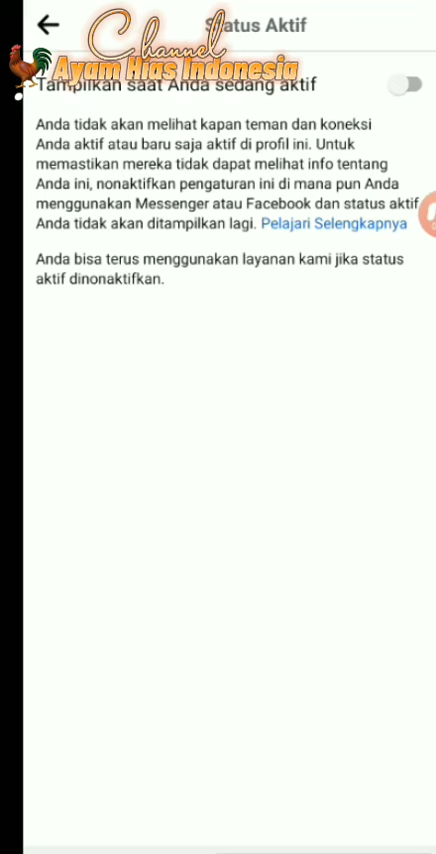 Status Aktif
Channel
Ayam Hias Indonesia
Tampilkan saat Anda sedang aktif
Anda tidak akan melihat kapan teman dan koneksi
Anda aktif atau baru saja aktif di profil ini. Untuk
memastikan mereka tidak dapat melihat info tentang
Anda ini, nonaktifkan pengaturan ini di mana pun Anda
menggunakan Messenger atau Facebook dan status aktif
Anda tidak akan ditampilkan lagi. Pelajari Selengkapnya
Anda bisa terus menggunakan layanan kami jika status
aktif dinonaktifkan.